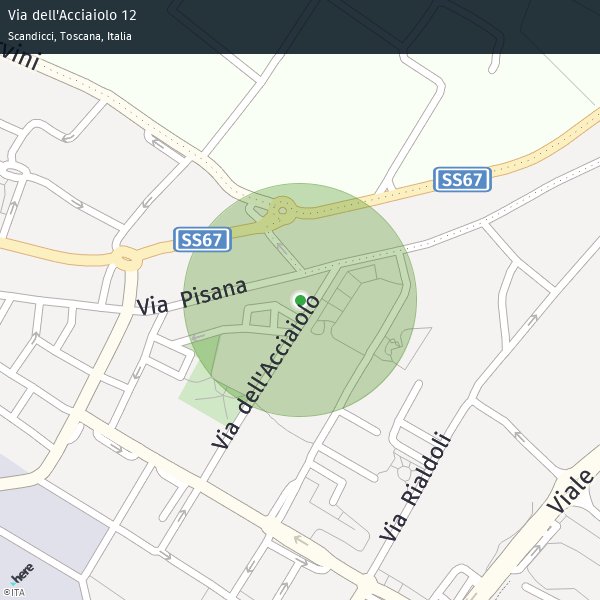 Via dell'Acciaiolo 12
Scandicci, Toscana, Italia
SS67
SS67
Via Pisana
Via dell'Acciaiolo
Via Rialdoli
Viale
here
©ITA